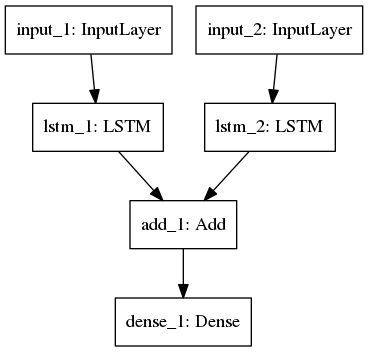 input_1: InputLayer
input_2: InputLayer
lstm_1: LSTM
lstm_2: LSTM
add_1: Add
dense_1: Dense